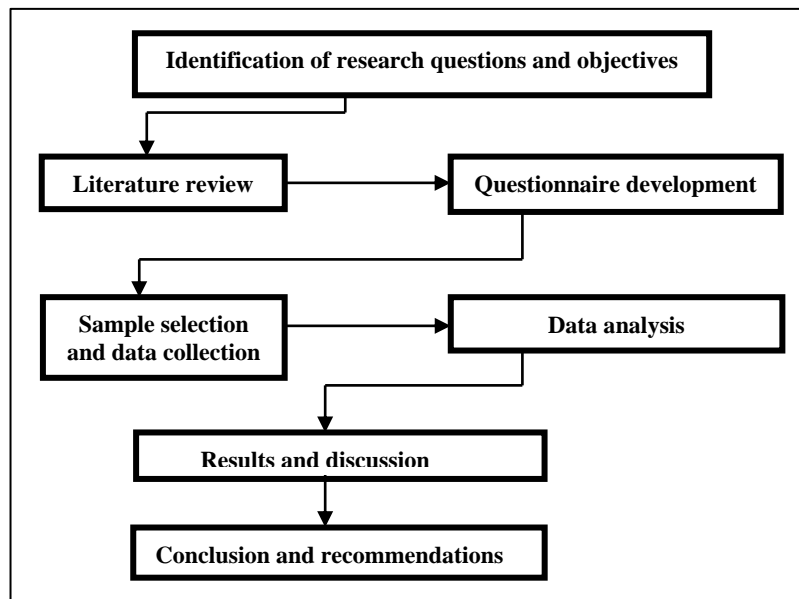 Identification of research questions and objectives
Literature review
Questionnaire development
Sample selection
and data collection
Data analysis
Results and discussion
Conclusion and recommendations